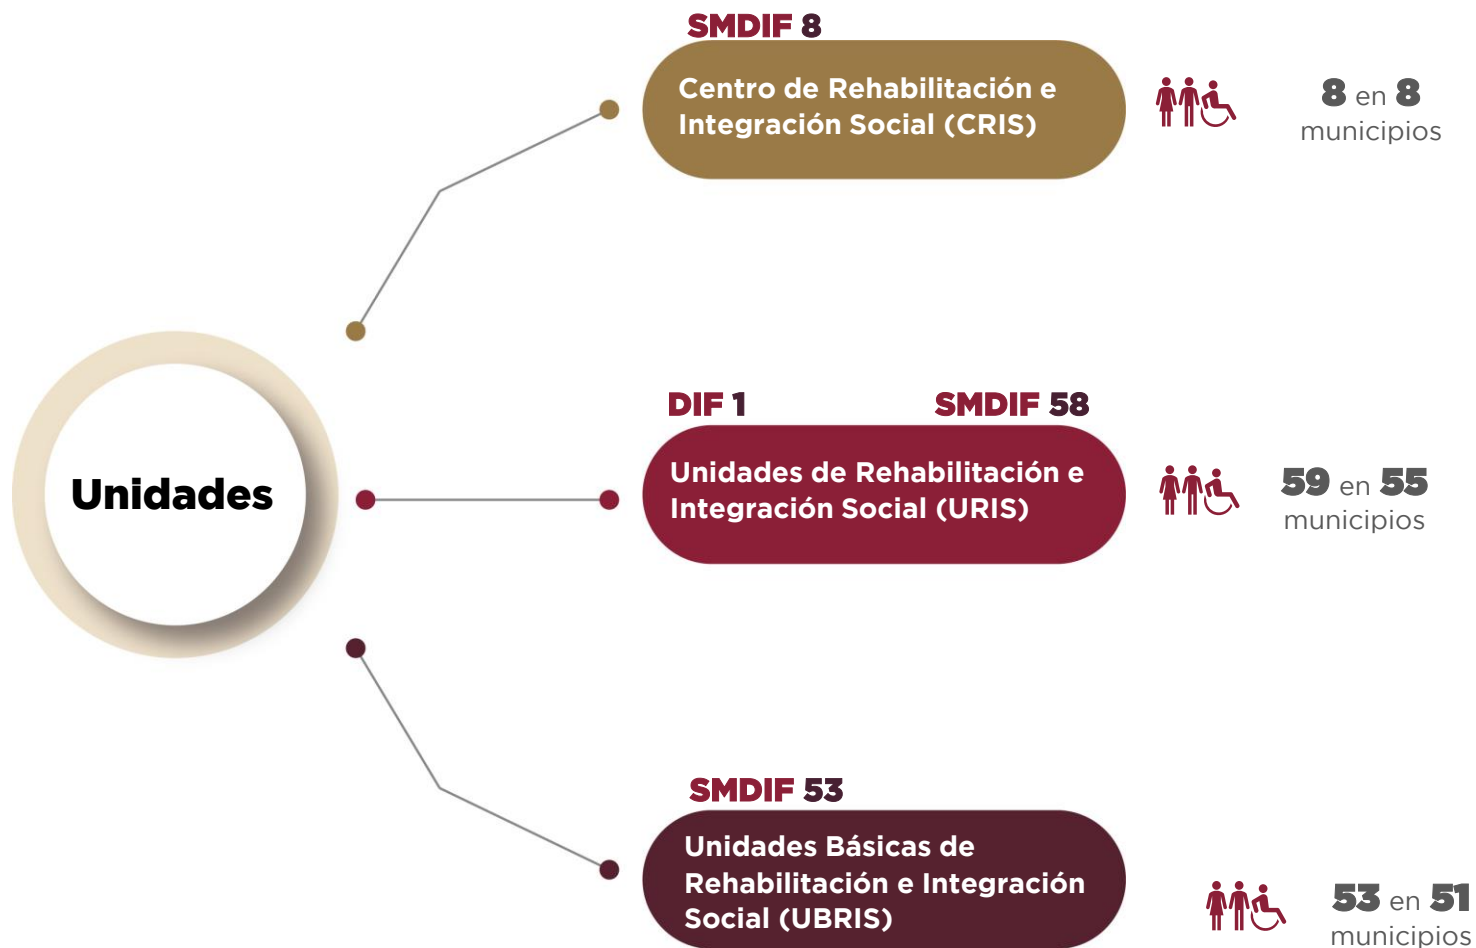 SMDIF 8
Centro de Rehabilitación e
Integración Social (CRIS)
8 en 8
municipios
Unidades
DIF 1
SMDIF 58
Unidades de Rehabilitación e
Integración Social (URIS)
59 en 55
municipios
SMDIF 53
Unidades Básicas de
Rehabilitación e Integración
Social (UBRIS)
53 en 51
municipios